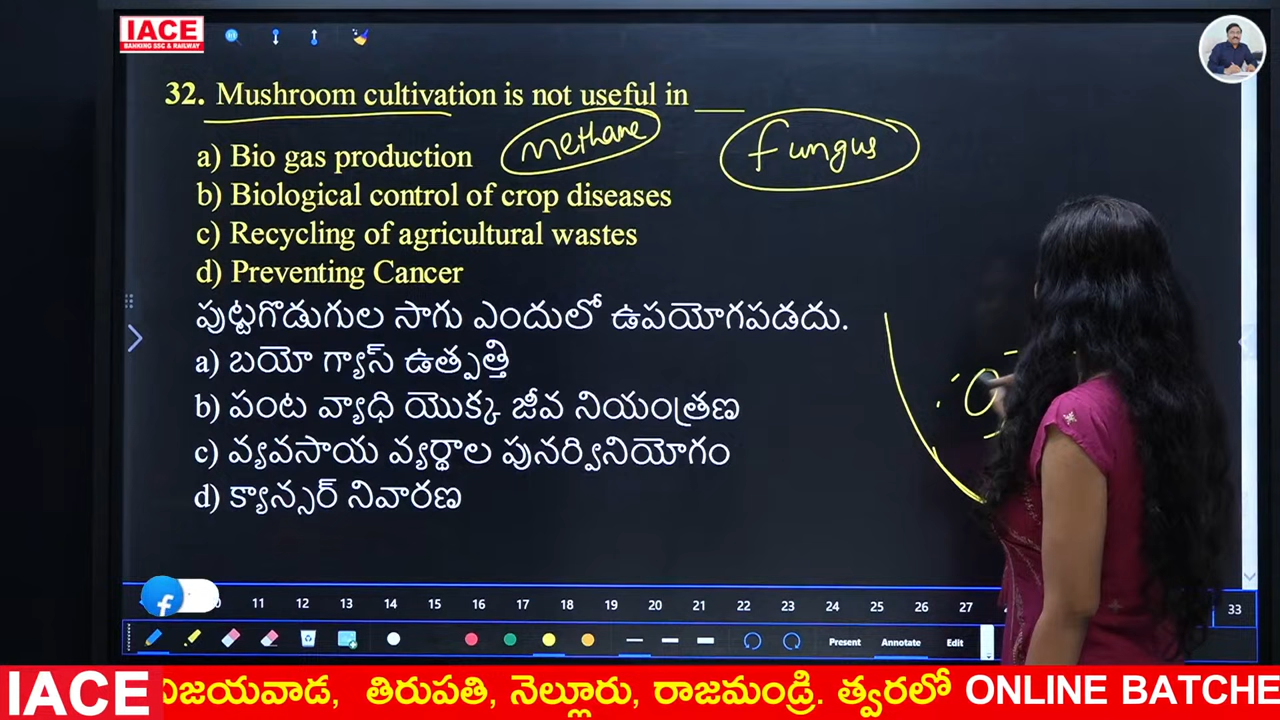 IACE
BANKING SSC & RAILWAY
32. Mushroom cultivation is not useful in ___
methane
fungus
a) Bio gas production
b) Biological control of crop diseases
c) Recycling of agricultural wastes
d) Preventing Cancer
పుట్టగొడుగుల సాగు ఎందులో ఉపయోగపడదు.
a) బయో గ్యాస్ ఉత్పత్తి
b) పంట వ్యాధి యొక్క జీవ నియంత్రణ
c) వ్యవసాయ వ్యర్థాల పునర్వినియోగం
d) క్యాన్సర్ నివారణ
11 12 13 14 15 16 17 18 19 20 21 22 23 24 25 26 27 33
Present Annotate Edit
IACE విజయవాడ, తిరుపతి, నెల్లూరు, రాజమండ్రి. త్వరలో ONLINE BATCHE